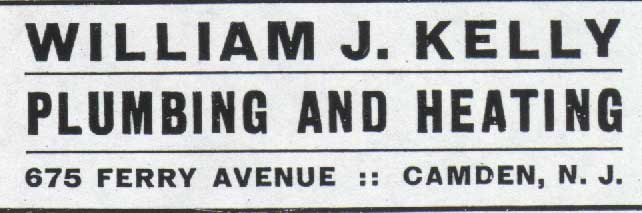 WILLIAM J. KELLY
PLUMBING AND HEATING
675 FERRY AVENUE :: CAMDEN, N. J.